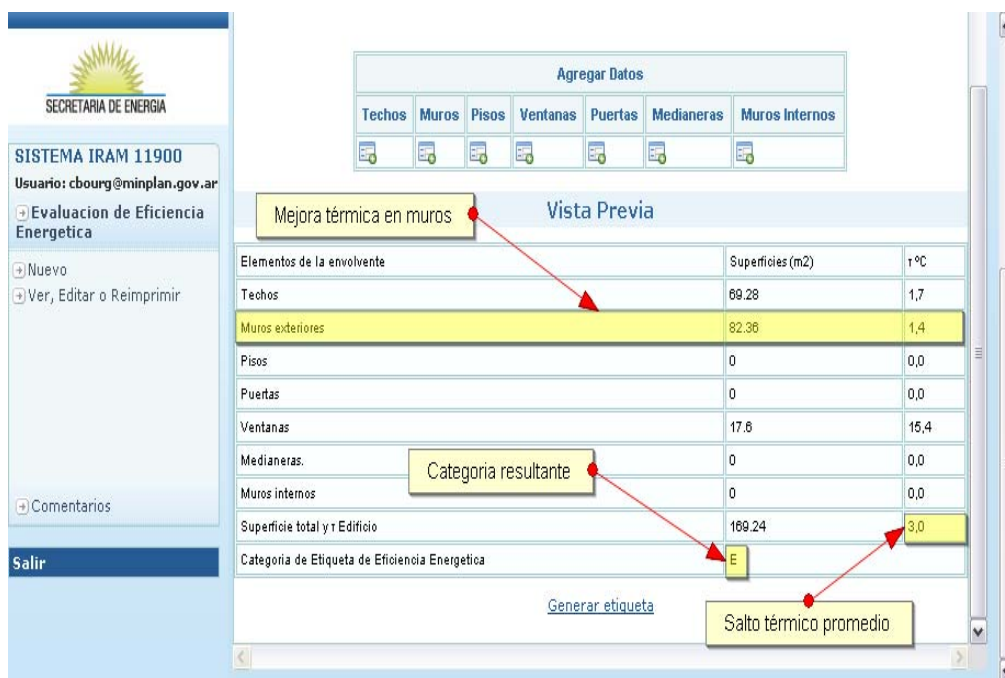 SECRETARIA DE ENERGIA
SISTEMA IRAM 11900
Usuario: cbourg@minplan.gov.ar
Evaluacion de Eficiencia
Energetica
Nuevo
Ver, Editar o Reimprimir
Comentarios
Salir
Agregar Datos
Techos Muros Pisos Ventanas Puertas Medianeras Muros Internos
Mejora térmica en muros
Vista Previa
Elementos de la envolvente Superficies (m2) τ ºC
Techos 69.28 1,7
Muros exteriores 82.36 1,4
Pisos 0 0,0
Puertas 0 0,0
Ventanas 17.6 15,4
Medianeras. 0 0,0
Categoria resultante
Muros internos 0 0,0
Superficie total y τ Edificio 169.24 3,0
Categoria de Etiqueta de Eficiencia Energetica E
Generar etiqueta
Salto térmico promedio